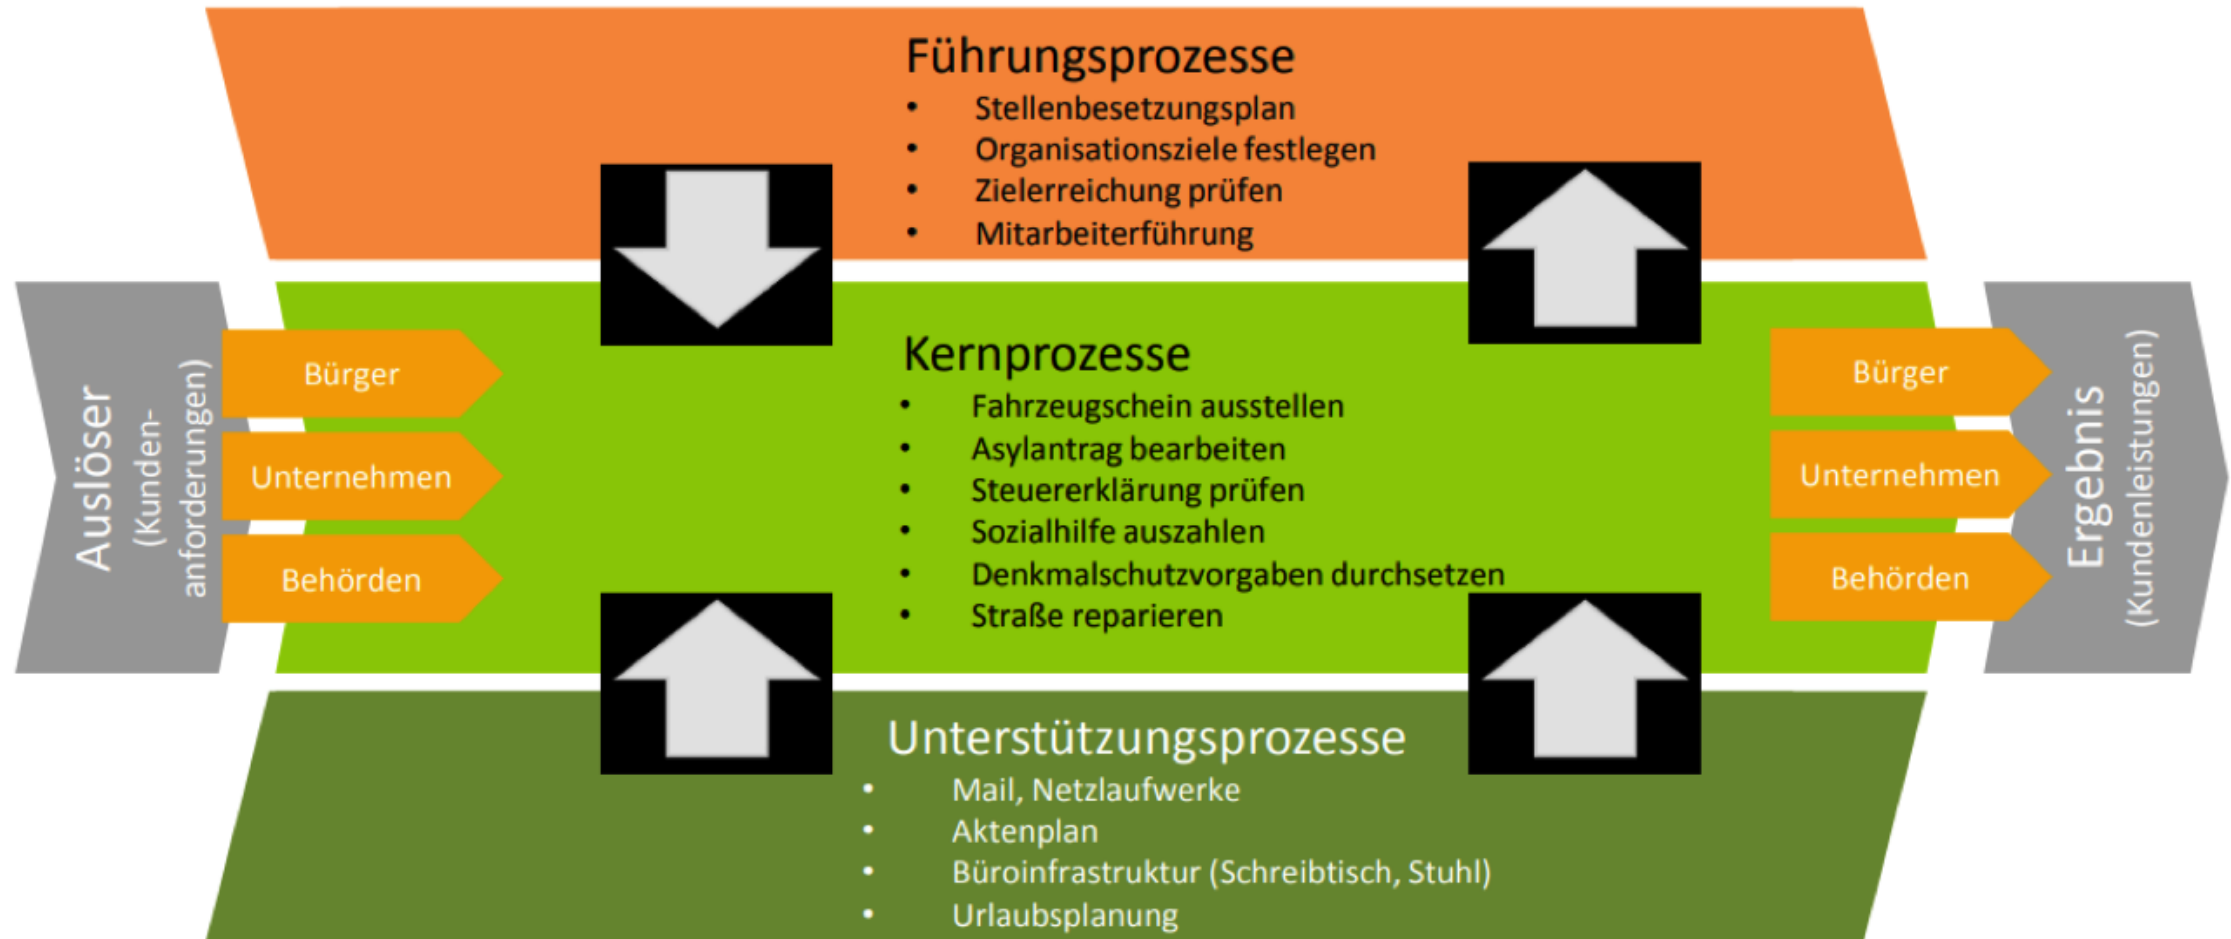 Führungsprozesse
• Stellenbesetzungsplan
• Organisationsziele festlegen
• Zielerreichung prüfen
• Mitarbeiterführung
Auslöser
(Kunden-
anforderungen)
Bürger
Unternehmen
Behörden
Kernprozesse
• Fahrzeugschein ausstellen
• Asylantrag bearbeiten
• Steuererklärung prüfen
• Sozialhilfe auszahlen
• Denkmalschutzvorgaben durchsetzen
• Straße reparieren
Bürger
Unternehmen
Behörden
Ergebnis
(Kundenleistungen)
Unterstützungsprozesse
• Mail, Netzlaufwerke
• Aktenplan
• Büroinfrastruktur (Schreibtisch, Stuhl)
• Urlaubsplanung